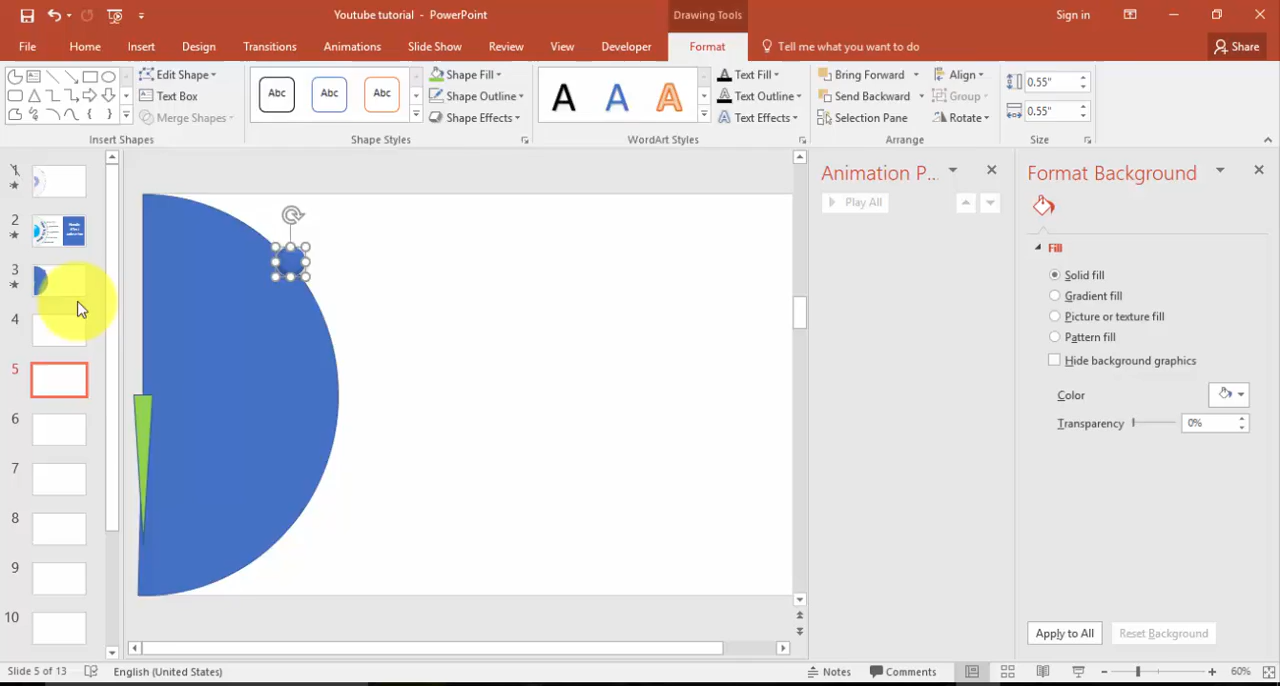 Youtube tutorial - PowerPoint
Drawing Tools
Sign in
File Home Insert Design Transitions Animations Slide Show Review View Developer Format Tell me what you want to do Share
Edit Shape
Text Box
Merge Shapes
Insert Shapes
Abc Abc Abc
Shape Fill
Shape Outline
Shape Effects
Shape Styles
A A A
Text Fill
Text Outline
Text Effects
WordArt Styles
Bring Forward
Send Backward
Selection Pane
Align
Group
Rotate
Arrange
0.55"
0.55"
Size
1
2
3
4
5
6
7
8
9
10
Animation P...
Play All
Format Background
Fill
Solid fill
Gradient fill
Picture or texture fill
Pattern fill
Hide background graphics
Color
Transparency 0%
Apply to All Reset Background
Slide 5 of 13 English (United States) Notes Comments 60%